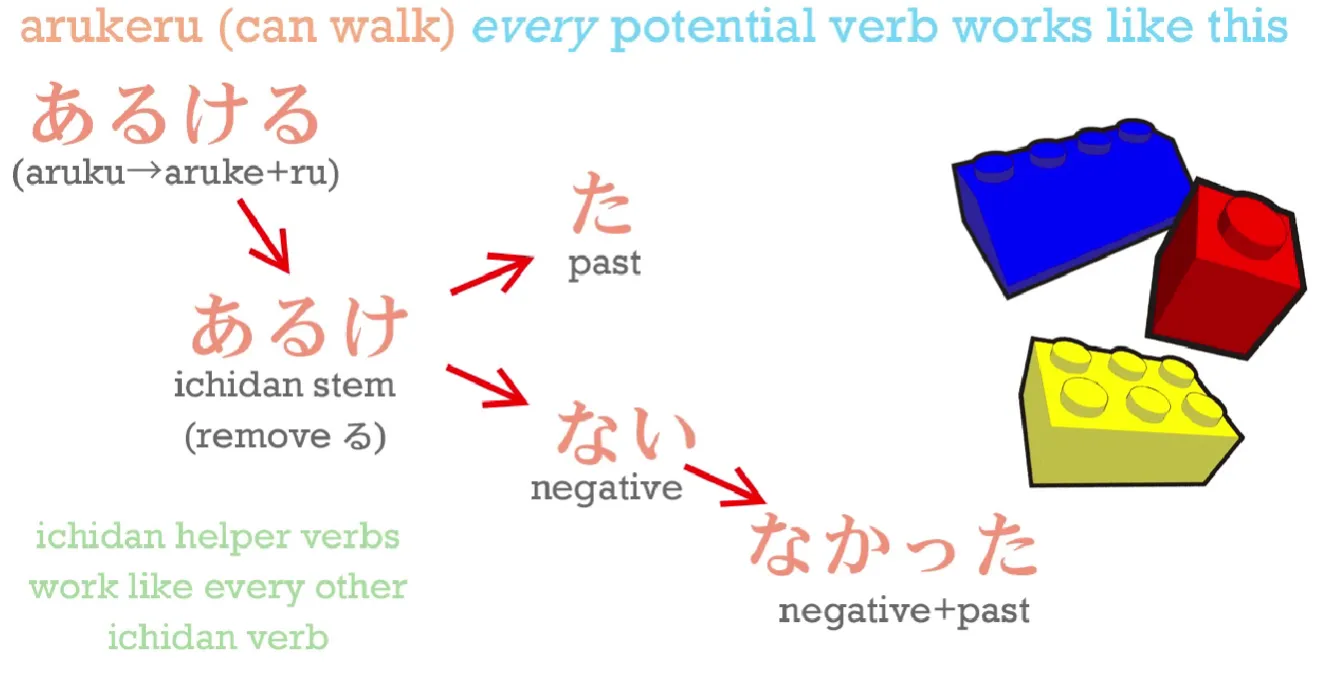 arukeru (can walk) every potential verb works like this
あるける
(aruku→aruke+ru)
た
past
あるけ
ichidan stem
(remove る)
ない
negative
なかった
negative+past
ichidan helper verbs
work like every other
ichidan verb